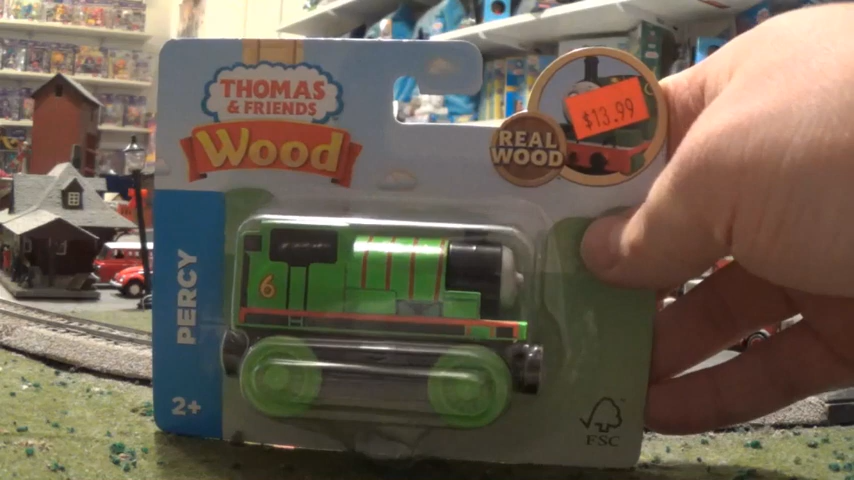 THOMAS
& FRIENDS
Wood
REAL
WOOD
$13.99
PERCY
6
2+
FSC